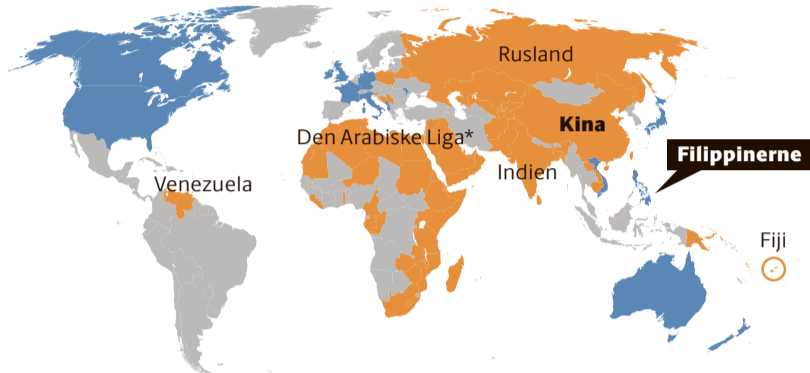 Rusland
Kina
Den Arabiske Liga*
Filippinerne
Indien
Venezuela
Fiji